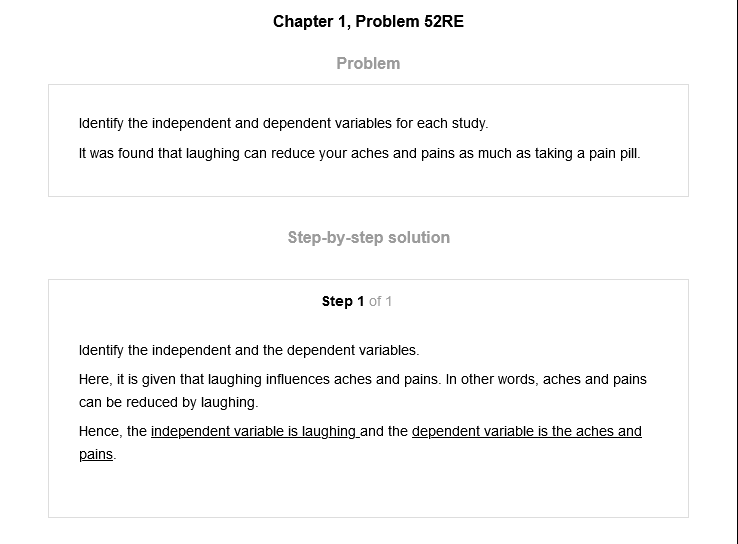 Chapter 1, Problem 52RE
Problem
Identify the independent and dependent variables for each study.
It was found that laughing can reduce your aches and pains as much as taking a pain pill.
Step-by-step solution
Step 1 of 1
Identify the independent and the dependent variables.
Here, it is given that laughing influences aches and pains. In other words, aches and pains
can be reduced by laughing.
Hence, the independent variable is laughing and the dependent variable is the aches and
pains.